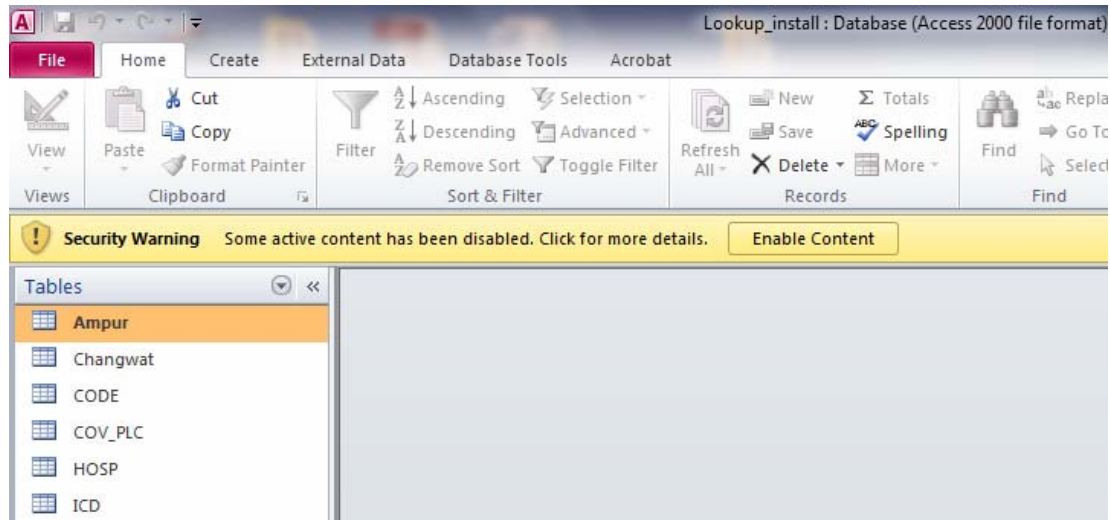 A
Lookup_install : Database (Access 2000 file format)
File Home Create External Data Database Tools Acrobat
View
Views
Paste
Cut
Copy
Format Painter
Clipboard
Filter
Ascending
Descending
Remove Sort
Selection
Advanced
Toggle Filter
Sort & Filter
Refresh
All
New
Save
Delete
Totals
Spelling
More
Records
Find
Repla
Go To
Select
Find
Security Warning Some active content has been disabled. Click for more details. Enable Content
Tables
Ampur
Changwat
CODE
COV_PLC
HOSP
ICD